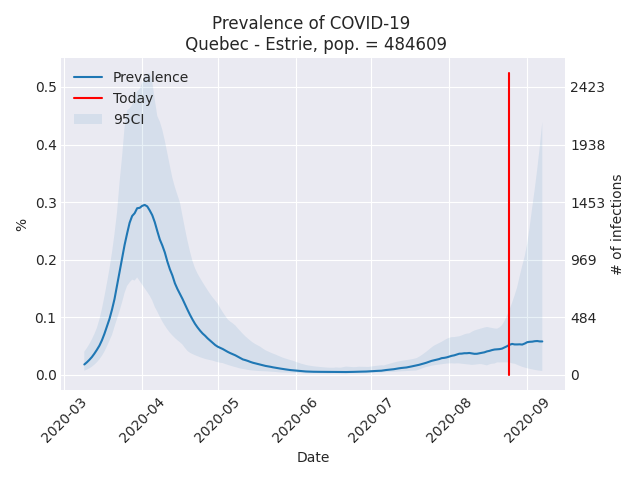 Prevalence of COVID-19
Quebec - Estrie, pop. = 484609
Prevalence
Today
95CI
0.5
0.4
0.3
0.2
0.1
0.0
%
2423
1938
1453
969
484
0
# of infections
2020-03
2020-04
2020-05
2020-06
2020-07
2020-08
2020-09
Date